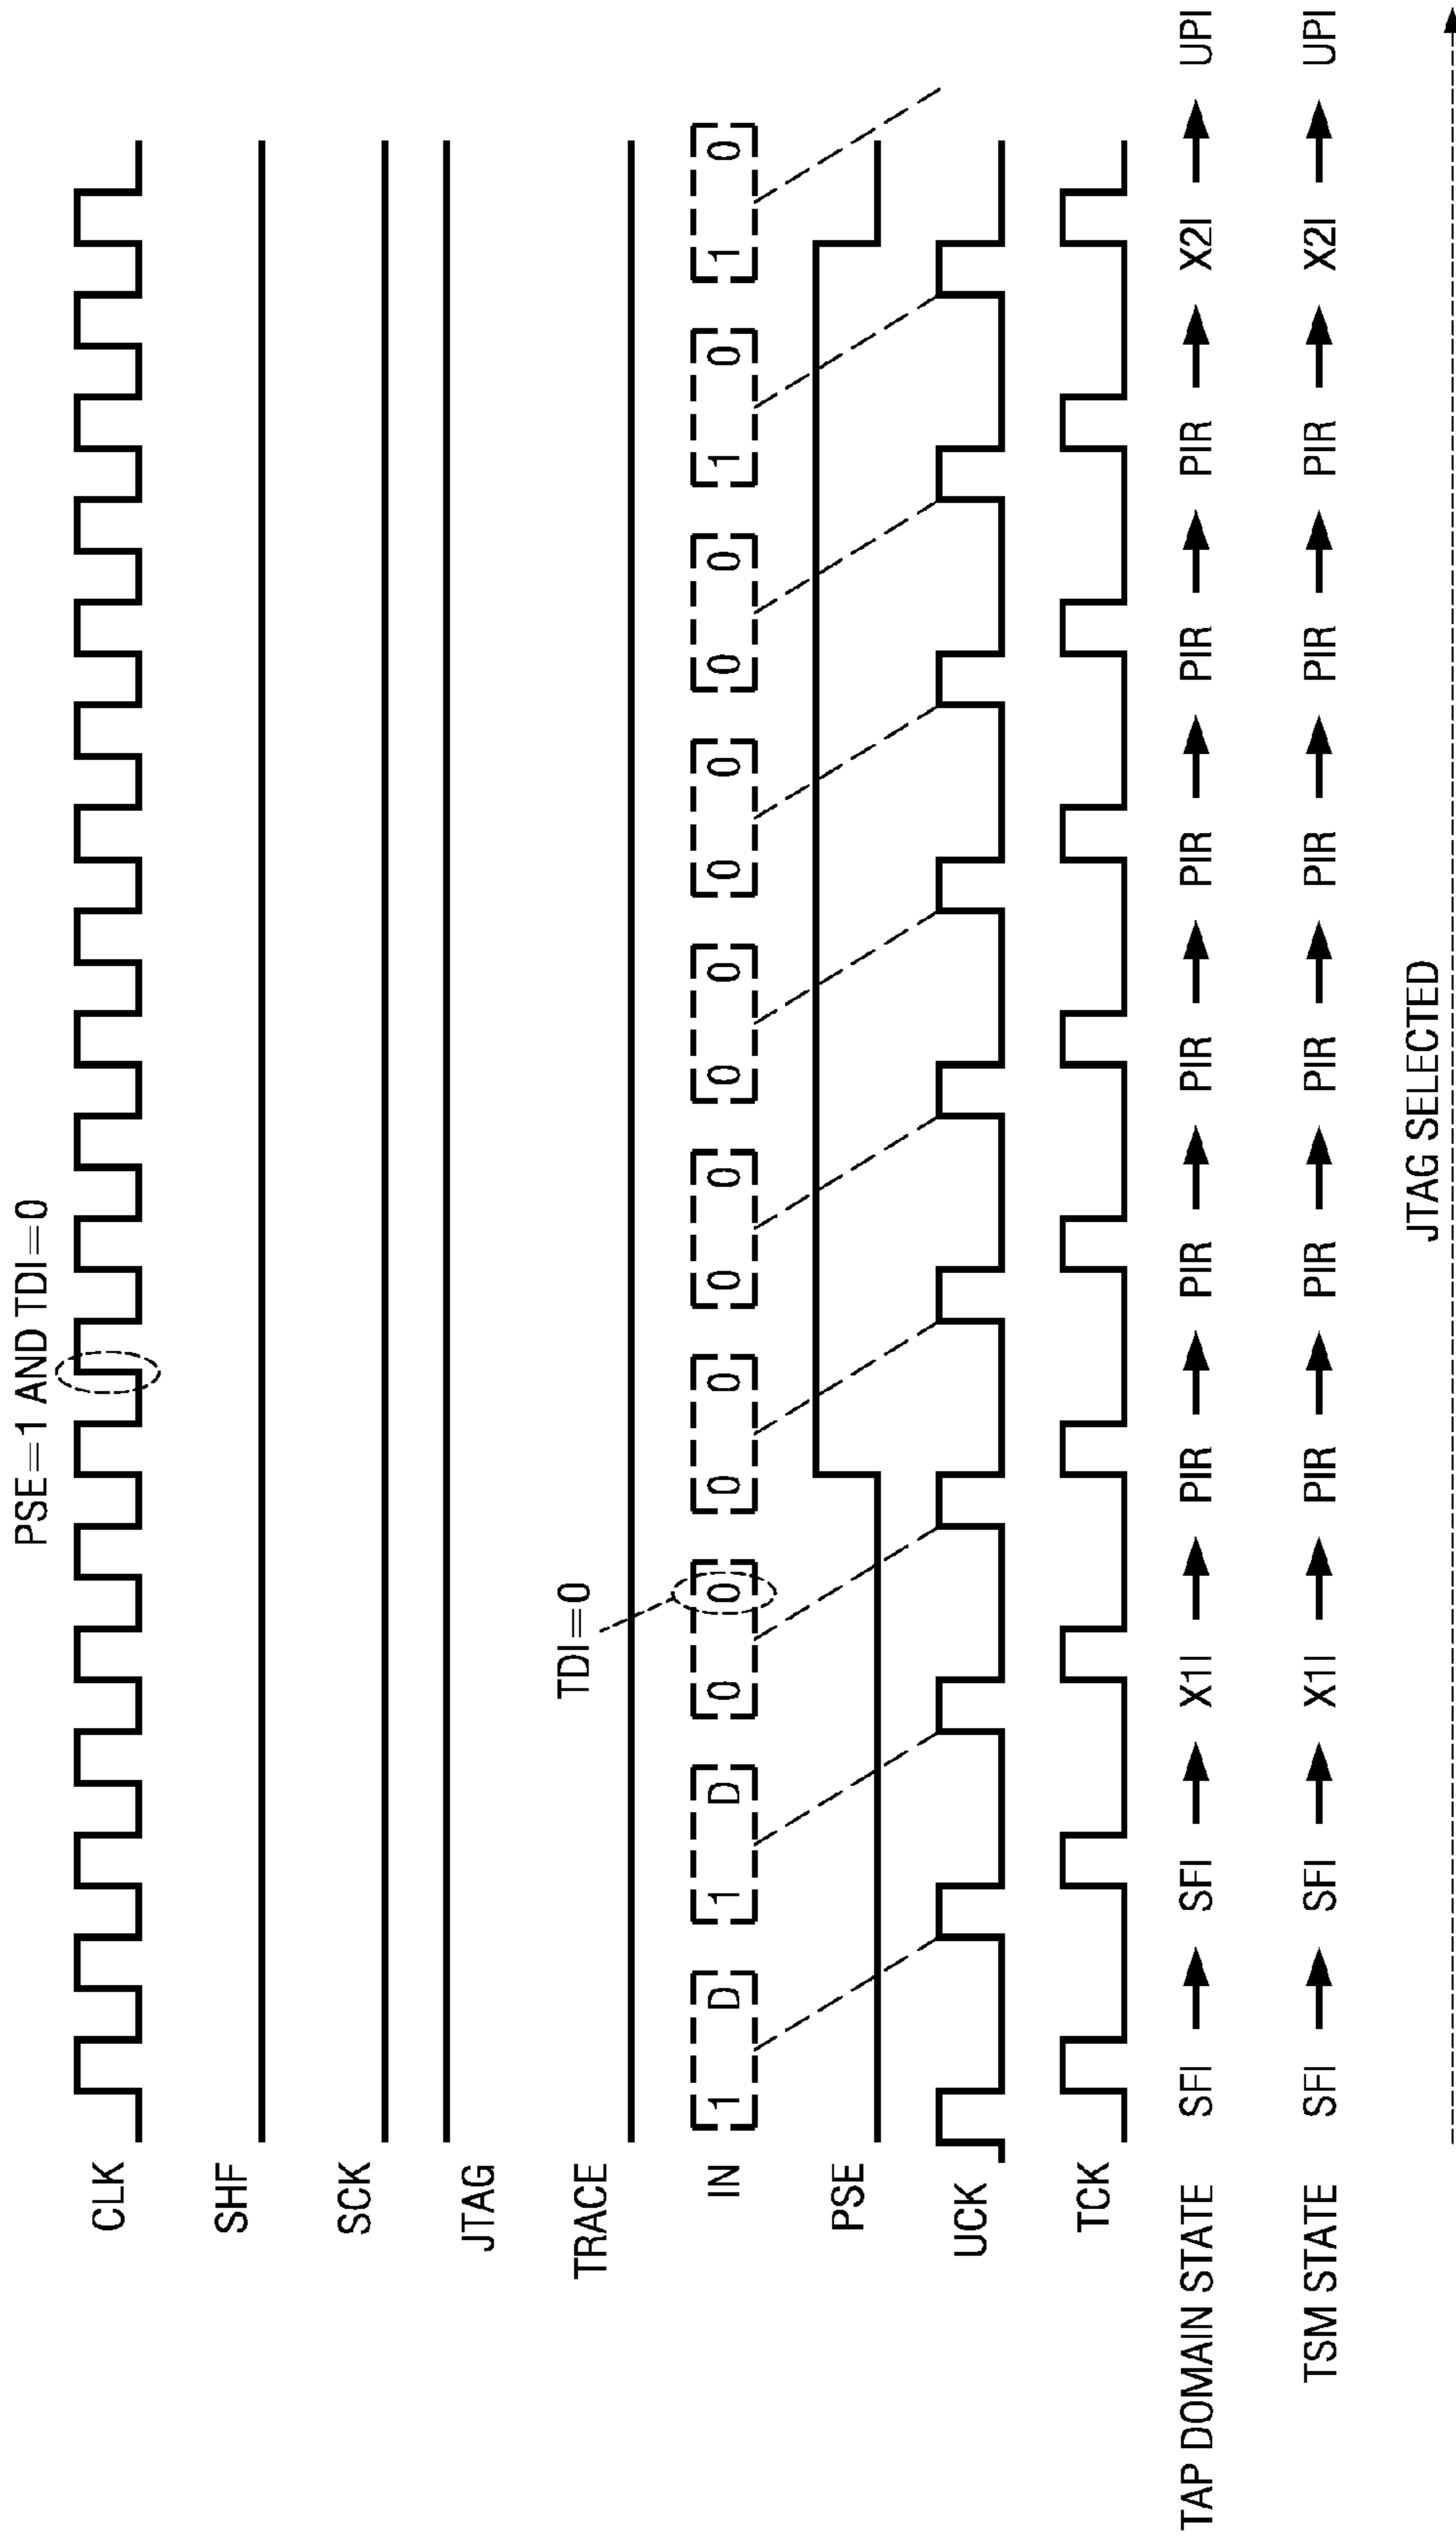 PSE=1 AND TDI=0
CLK
SHF
SCK
JTAG
TRACE
TDI=0
IN 1 D 1 D 0 0 0 0 0 0 0 0 0 0 0 0 1 0 1 0
PSE
UCK
TCK
TAP DOMAIN STATE SFI SFI X1I PIR PIR PIR PIR PIR PIR X2I UPI
TSM STATE SFI SFI X1I PIR PIR PIR PIR PIR PIR X2I UPI
JTAG SELECTED